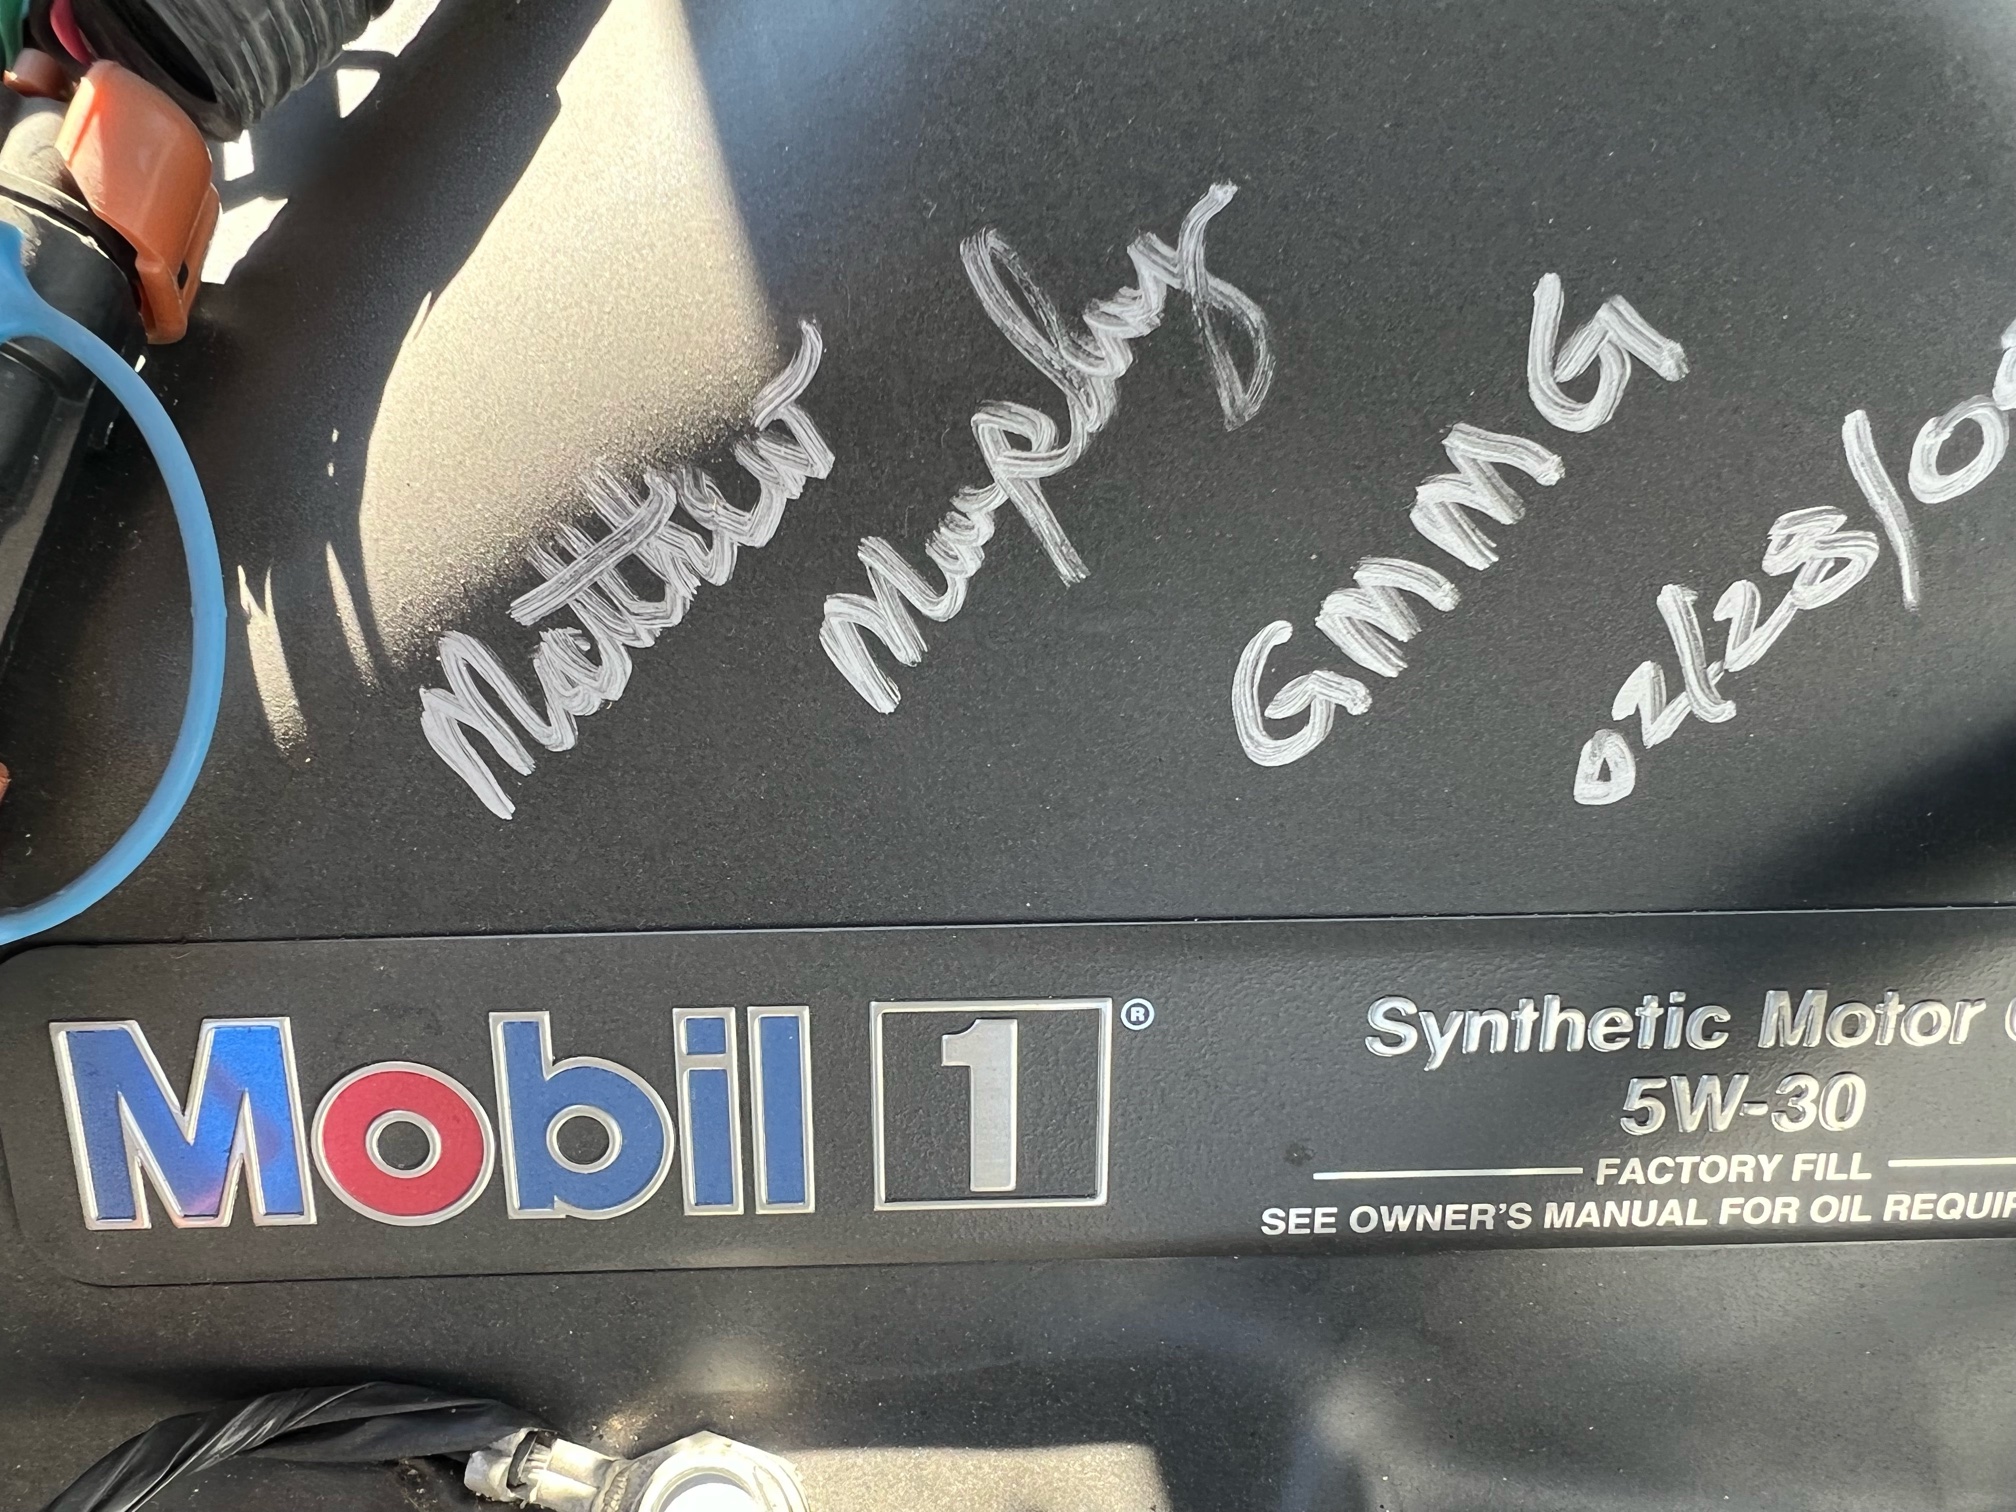 Matthew
Murphy
GMMG
02/28/0
Mobil 1®
Synthetic Motor
5W-30
FACTORY FILL
SEE OWNER'S MANUAL FOR OIL REQUIR